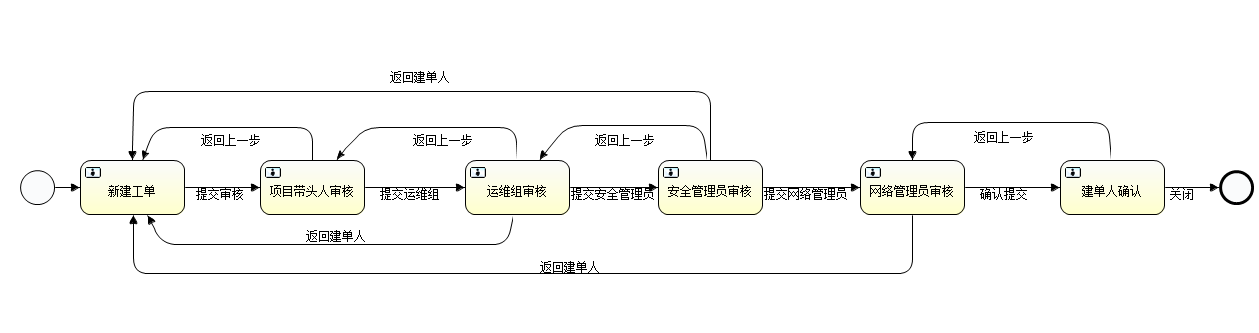 返回建单人
返回上一步
返回上一步
返回上一步
返回上一步
新建工单
提交审核
项目带头人审核
提交运维组
运维组审核
提交安全管理员
安全管理员审核
提交网络管理员
网络管理员审核
确认提交
建单人确认
关闭
返回建单人
返回建单人